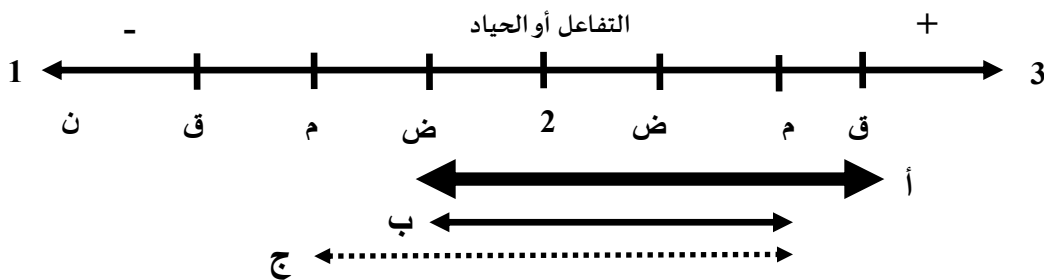 - التفاعل أو الحياد +
1 3
ن ق م ض 2 ض م ق
أ
ب
ج